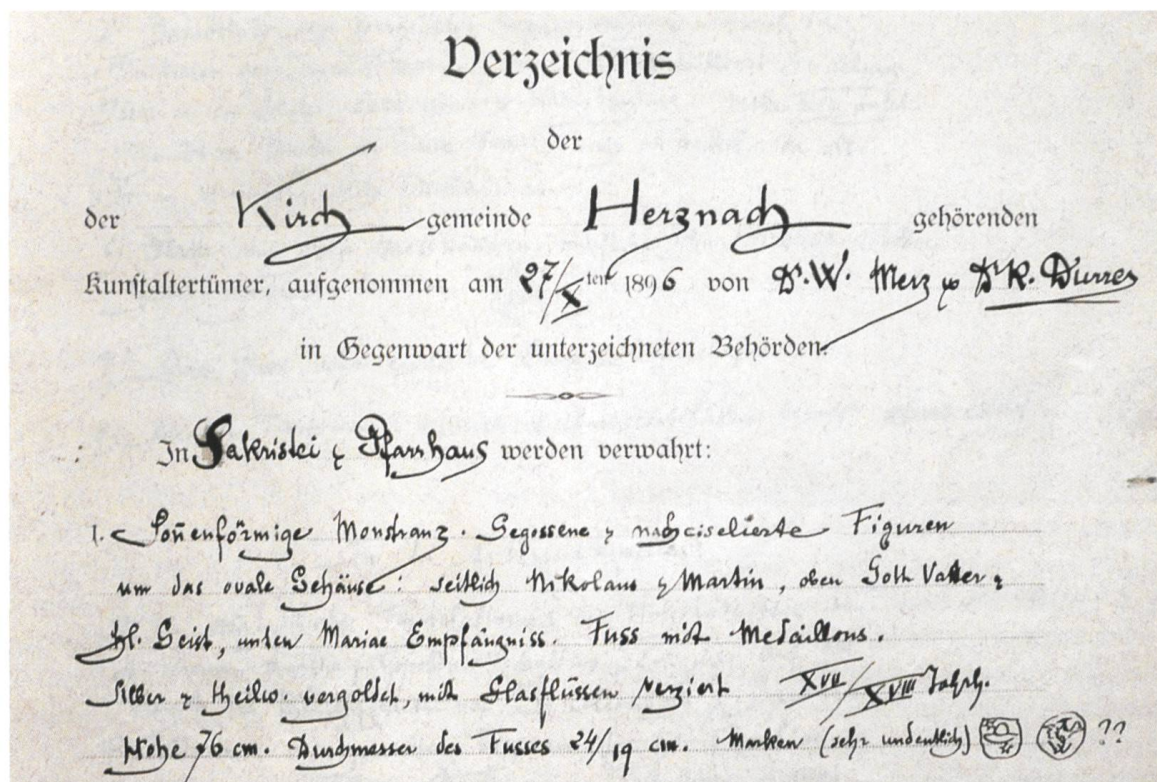 Verzeichnis
der
der Kirchgemeinde Herznach gehörenden
Kunstaltertümer, aufgenommen am 27/X ten 1896 von Dr. W. Merz & Dr R. Durrer
in Gegenwart der unterzeichneten Behörden.
In Sakristei & Pfarrhaus werden verwahrt:
1. Soñenförmige Monstranz. Gegossene & nachciselierte Figuren
um das ovale Gehäuse: seitlich Nikolaus & Martin, oben Gott Vatter &
hl. Geist, unten Mariae Empfängniss. Fuss mit Medaillons.
Silber & theilw. vergoldet, mit Glasflüssen verziert XVII/XVIII Jahrh.
Höhe 76 cm. Durchmesser des Fusses 24/19 cm. Marken (sehr undeutlich) ??